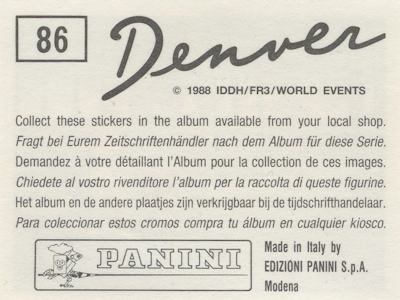 86
Denver
© 1988 IDDH/FR3/WORLD EVENTS
Collect these stickers in the album available from your local shop.
Fragt bei Eurem Zeitschriftenhändler nach dem Album für diese Serie.
Demandez à votre détaillant l'Album pour la collection de ces images.
Chiedete al vostro rivenditore l'album per la raccolta di queste figurine.
Het album en de andere plaatjes zijn verkrijgbaar bij de tijdschrifthandelaar.
Para coleccionar estos cromos compra tu álbum en cualquier kiosco.
PANINI
Made in Italy by
EDIZIONI PANINI S.p.A.
Modena